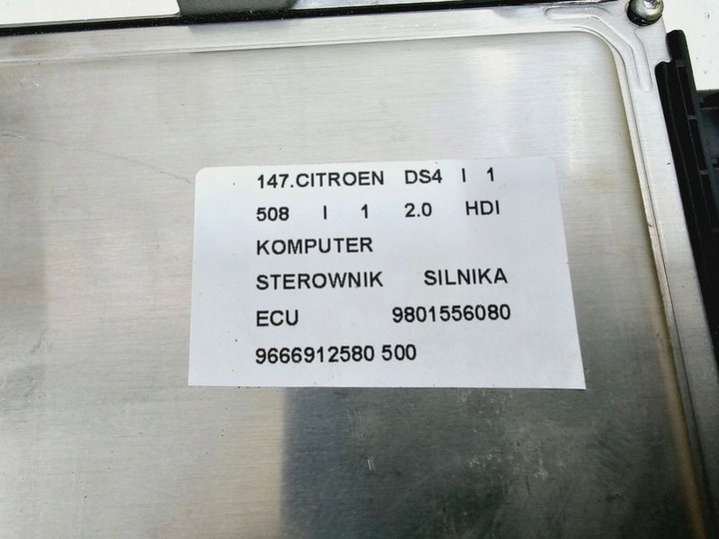 147.CITROEN DS4 I 1
508 I 1 2.0 HDI
KOMPUTER
STEROWNIK SILNIKA
ECU 9801556080
9666912580 500